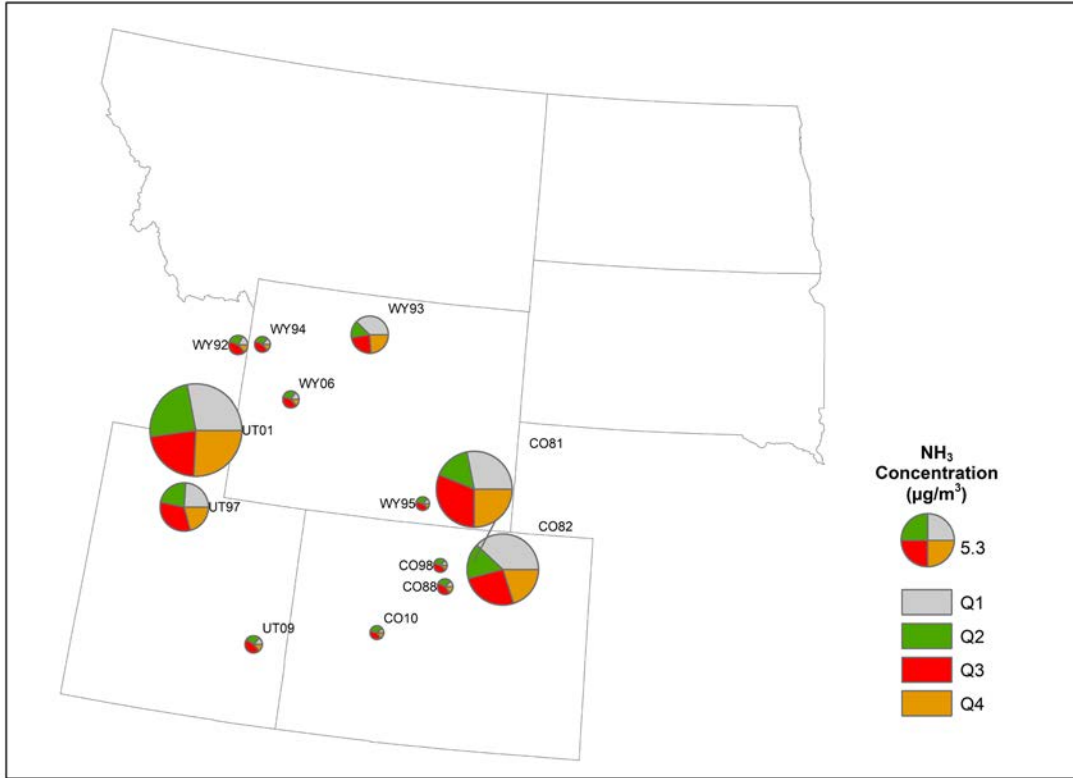 WY93
WY94
WY92
WY06
UT01
CO81
UT97
WY95
CO82
CO98
CO88
CO10
UT09
NH₃
Concentration
(µg/m³)
5.3
Q1
Q2
Q3
Q4